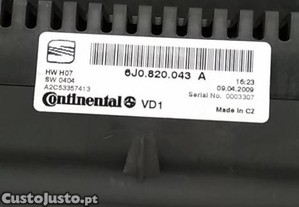 6J0.820.043 A
HW H07
16:23
SW 0404
09.04.2009
A2C53357413
Serial No. 0003307
Continental VD1
Made in CZ
CustoJusto.pt